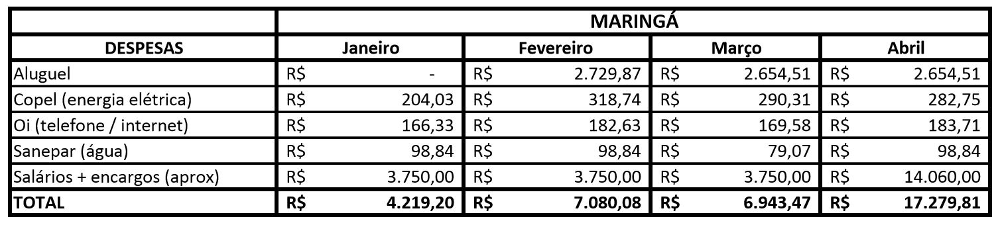 MARINGÁ
DESPESAS Janeiro Fevereiro Março Abril
Aluguel R$ - R$ 2.729,87 R$ 2.654,51 R$ 2.654,51
Copel (energia elétrica) R$ 204,03 R$ 318,74 R$ 290,31 R$ 282,75
Oi (telefone / internet) R$ 166,33 R$ 182,63 R$ 169,58 R$ 183,71
Sanepar (água) R$ 98,84 R$ 98,84 R$ 79,07 R$ 98,84
Salários + encargos (aprox) R$ 3.750,00 R$ 3.750,00 R$ 3.750,00 R$ 14.060,00
TOTAL R$ 4.219,20 R$ 7.080,08 R$ 6.943,47 R$ 17.279,81